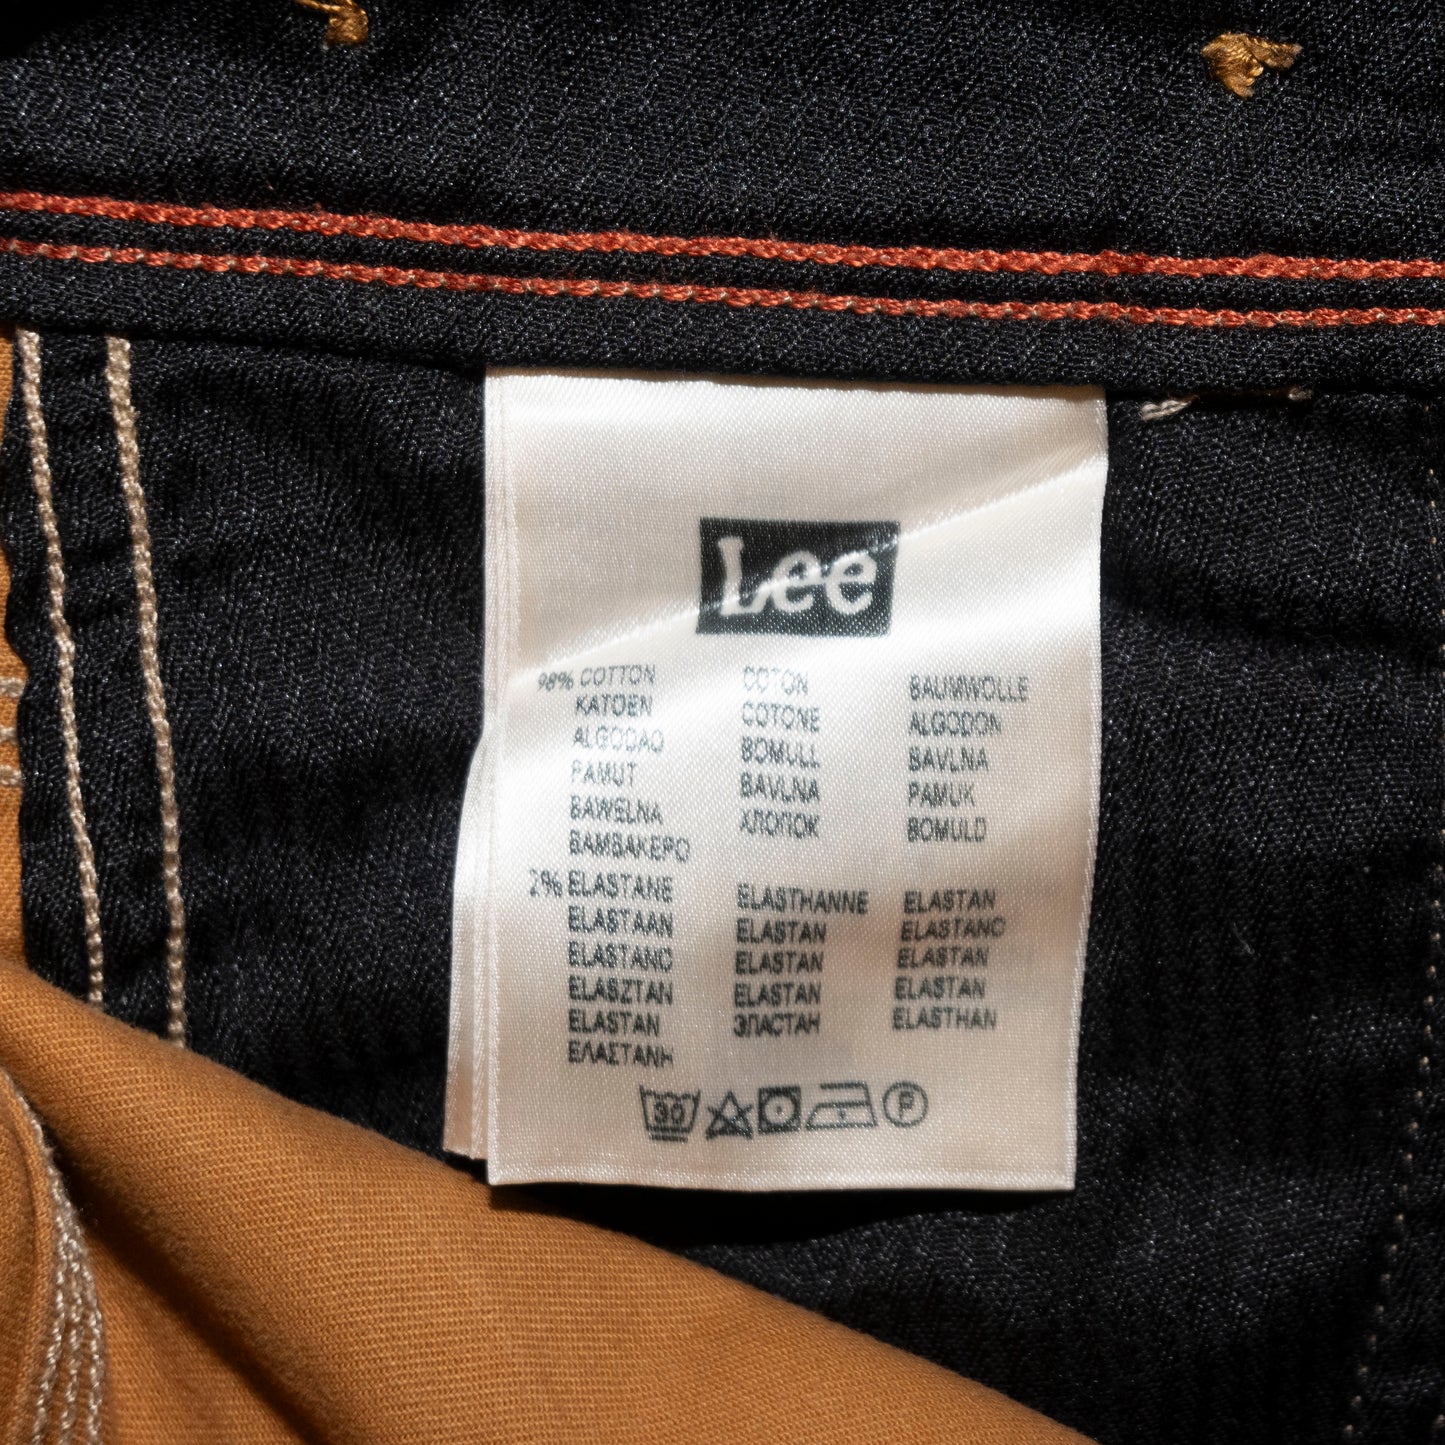 Lee
98% COTTON COTON BAUMWOLLE
KATOEN COTONE ALGODON
ALGODAO BOMULL BAVLNA
PAMUT BAVLNA PAMUK
BAWELNA ХЛОПОК BOMULD
ΒΑΜΒΑΚΕΡΟ
2% ELASTANE ELASTHANNE ELASTAN
ELASTAAN ELASTAN ELASTANO
ELASTANO ELASTAN ELASTAN
ELASZTAN ELASTAN ELASTAN
ELASTAN ЭЛАСТАН ELASTHAN
ΕΛΑΣΤΑΝΗ
30 P